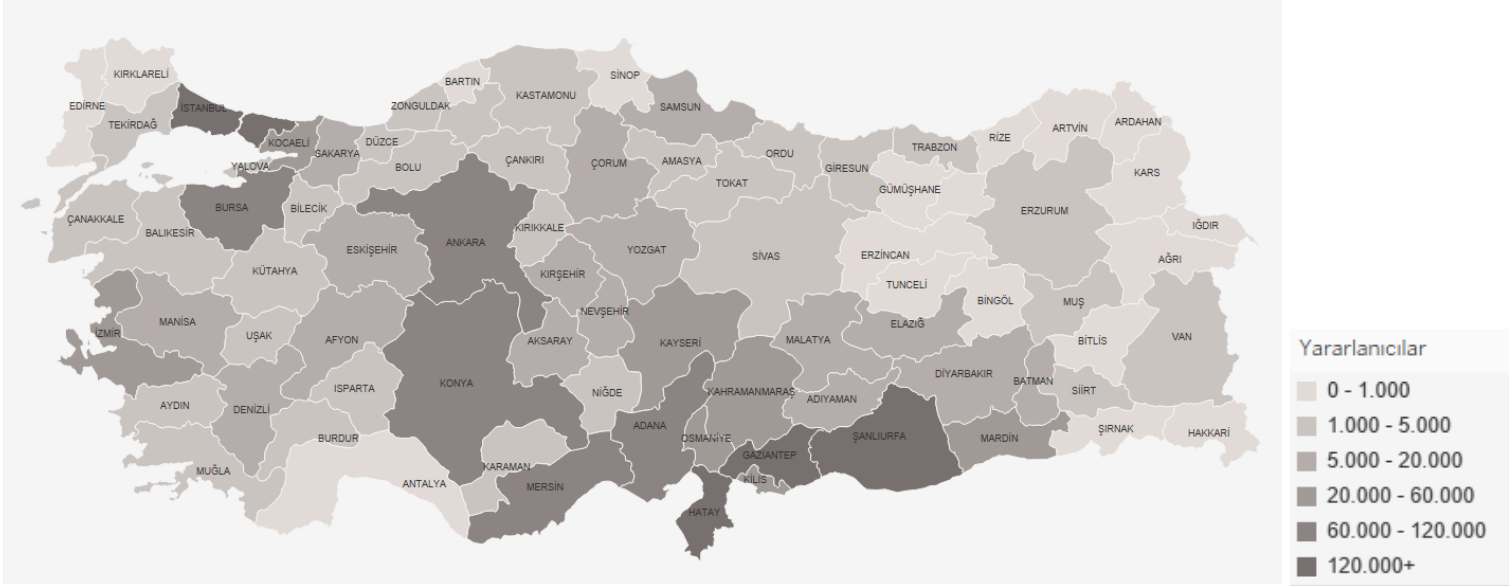 KIRKLARELİ
EDİRNE
TEKİRDAĞ
İSTANBUL
KOCAELİ
SAKARYA
YALOVA
DÜZCE
BOLU
ZONGULDAK
BARTIN
KASTAMONU
SİNOP
SAMSUN
ÇANKIRI
ÇORUM
AMASYA
TOKAT
ORDU
GİRESUN
TRABZON
GÜMÜŞHANE
RİZE
ARTVİN
ARDAHAN
KARS
IĞDIR
AĞRI
ERZURUM
ERZİNCAN
TUNCELİ
BİNGÖL
MUŞ
BİTLİS
VAN
ÇANAKKALE
BALIKESİR
BURSA
BİLECİK
ESKİŞEHİR
ANKARA
KIRIKKALE
YOZGAT
SİVAS
KÜTAHYA
KIRŞEHİR
NEVŞEHİR
MANİSA
İZMİR
UŞAK
AFYON
AKSARAY
KAYSERİ
MALATYA
ELAZIĞ
DİYARBAKIR
BATMAN
SİİRT
AYDIN
DENİZLİ
ISPARTA
KONYA
NİĞDE
KAHRAMANMARAŞ
ADIYAMAN
MUĞLA
BURDUR
ANTALYA
KARAMAN
MERSİN
ADANA
OSMANİYE
GAZİANTEP
KİLİS
HATAY
ŞANLIURFA
MARDİN
ŞIRNAK
HAKKARİ
Yararlanıcılar
0 - 1.000
1.000 - 5.000
5.000 - 20.000
20.000 - 60.000
60.000 - 120.000
120.000+